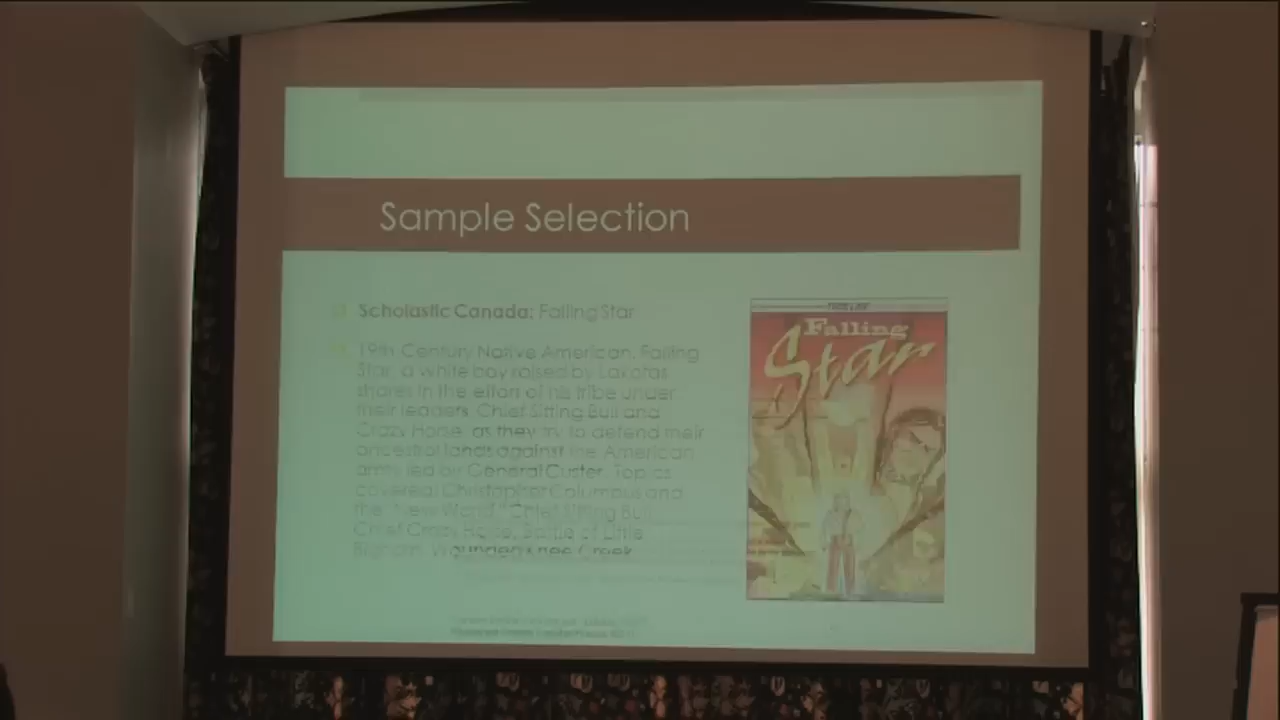 Sample Selection
Scholastic Canada: Falling Star
19th Century Native American. Falling
Star, a white boy raised by Lakotas
shares in the effort of his tribe under
their leaders Chief Sitting Bull and
Crazy Horse as they try to defend their
ancestral lands against the American
army led by General Custer. Topics
covered: Christopher Columbus and
the "New World" Chief Sitting Bull
Chief Crazy Horse, Battle of Little
Bighorn, Wounded Knee Creek
Falling
Star